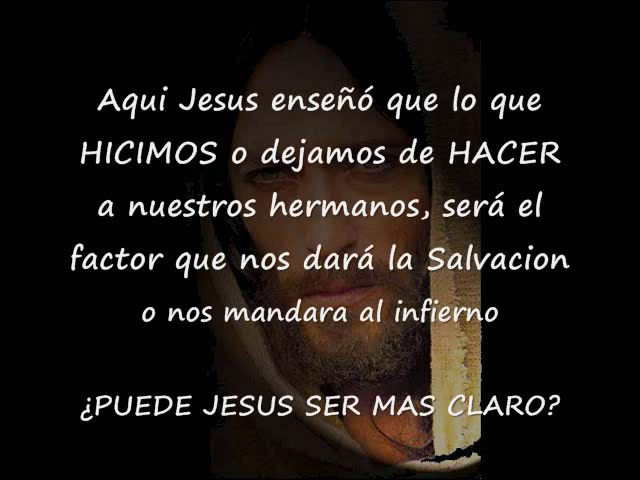 Aqui Jesus enseñó que lo que
HICIMOS o dejamos de HACER
a nuestros hermanos, será el
factor que nos dará la Salvacion
o nos mandara al infierno
¿PUEDE JESUS SER MAS CLARO?